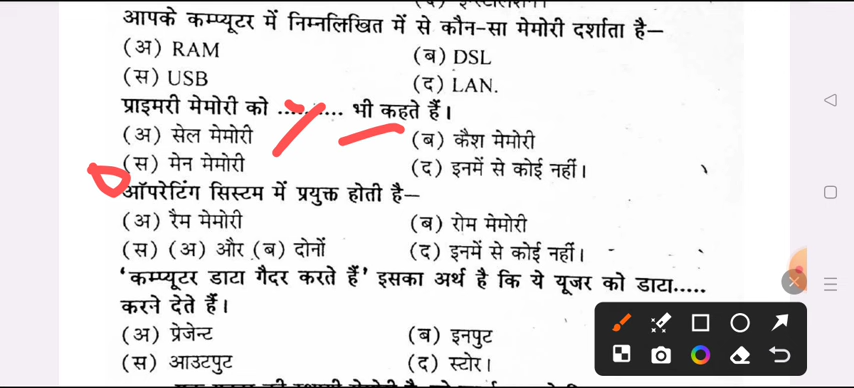 आपके कम्प्यूटर में निम्नलिखित में से कौन-सा मेमोरी दर्शाता है—
(अ) RAM (ब) DSL
(स) USB (द) LAN.
प्राइमरी मेमोरी को .......... भी कहते हैं।
(अ) सेल मेमोरी (ब) कैश मेमोरी
(स) मेन मेमोरी (द) इनमें से कोई नहीं।
ऑपरेटिंग सिस्टम में प्रयुक्त होती है—
(अ) रैम मेमोरी (ब) रोम मेमोरी
(स) (अ) और (ब) दोनों (द) इनमें से कोई नहीं।
‘कम्प्यूटर डाटा गैदर करते हैं’ इसका अर्थ है कि ये यूजर को डाटा.....
करने देते हैं।
(अ) प्रेजेन्ट (ब) इनपुट
(स) आउटपुट (द) स्टोर।